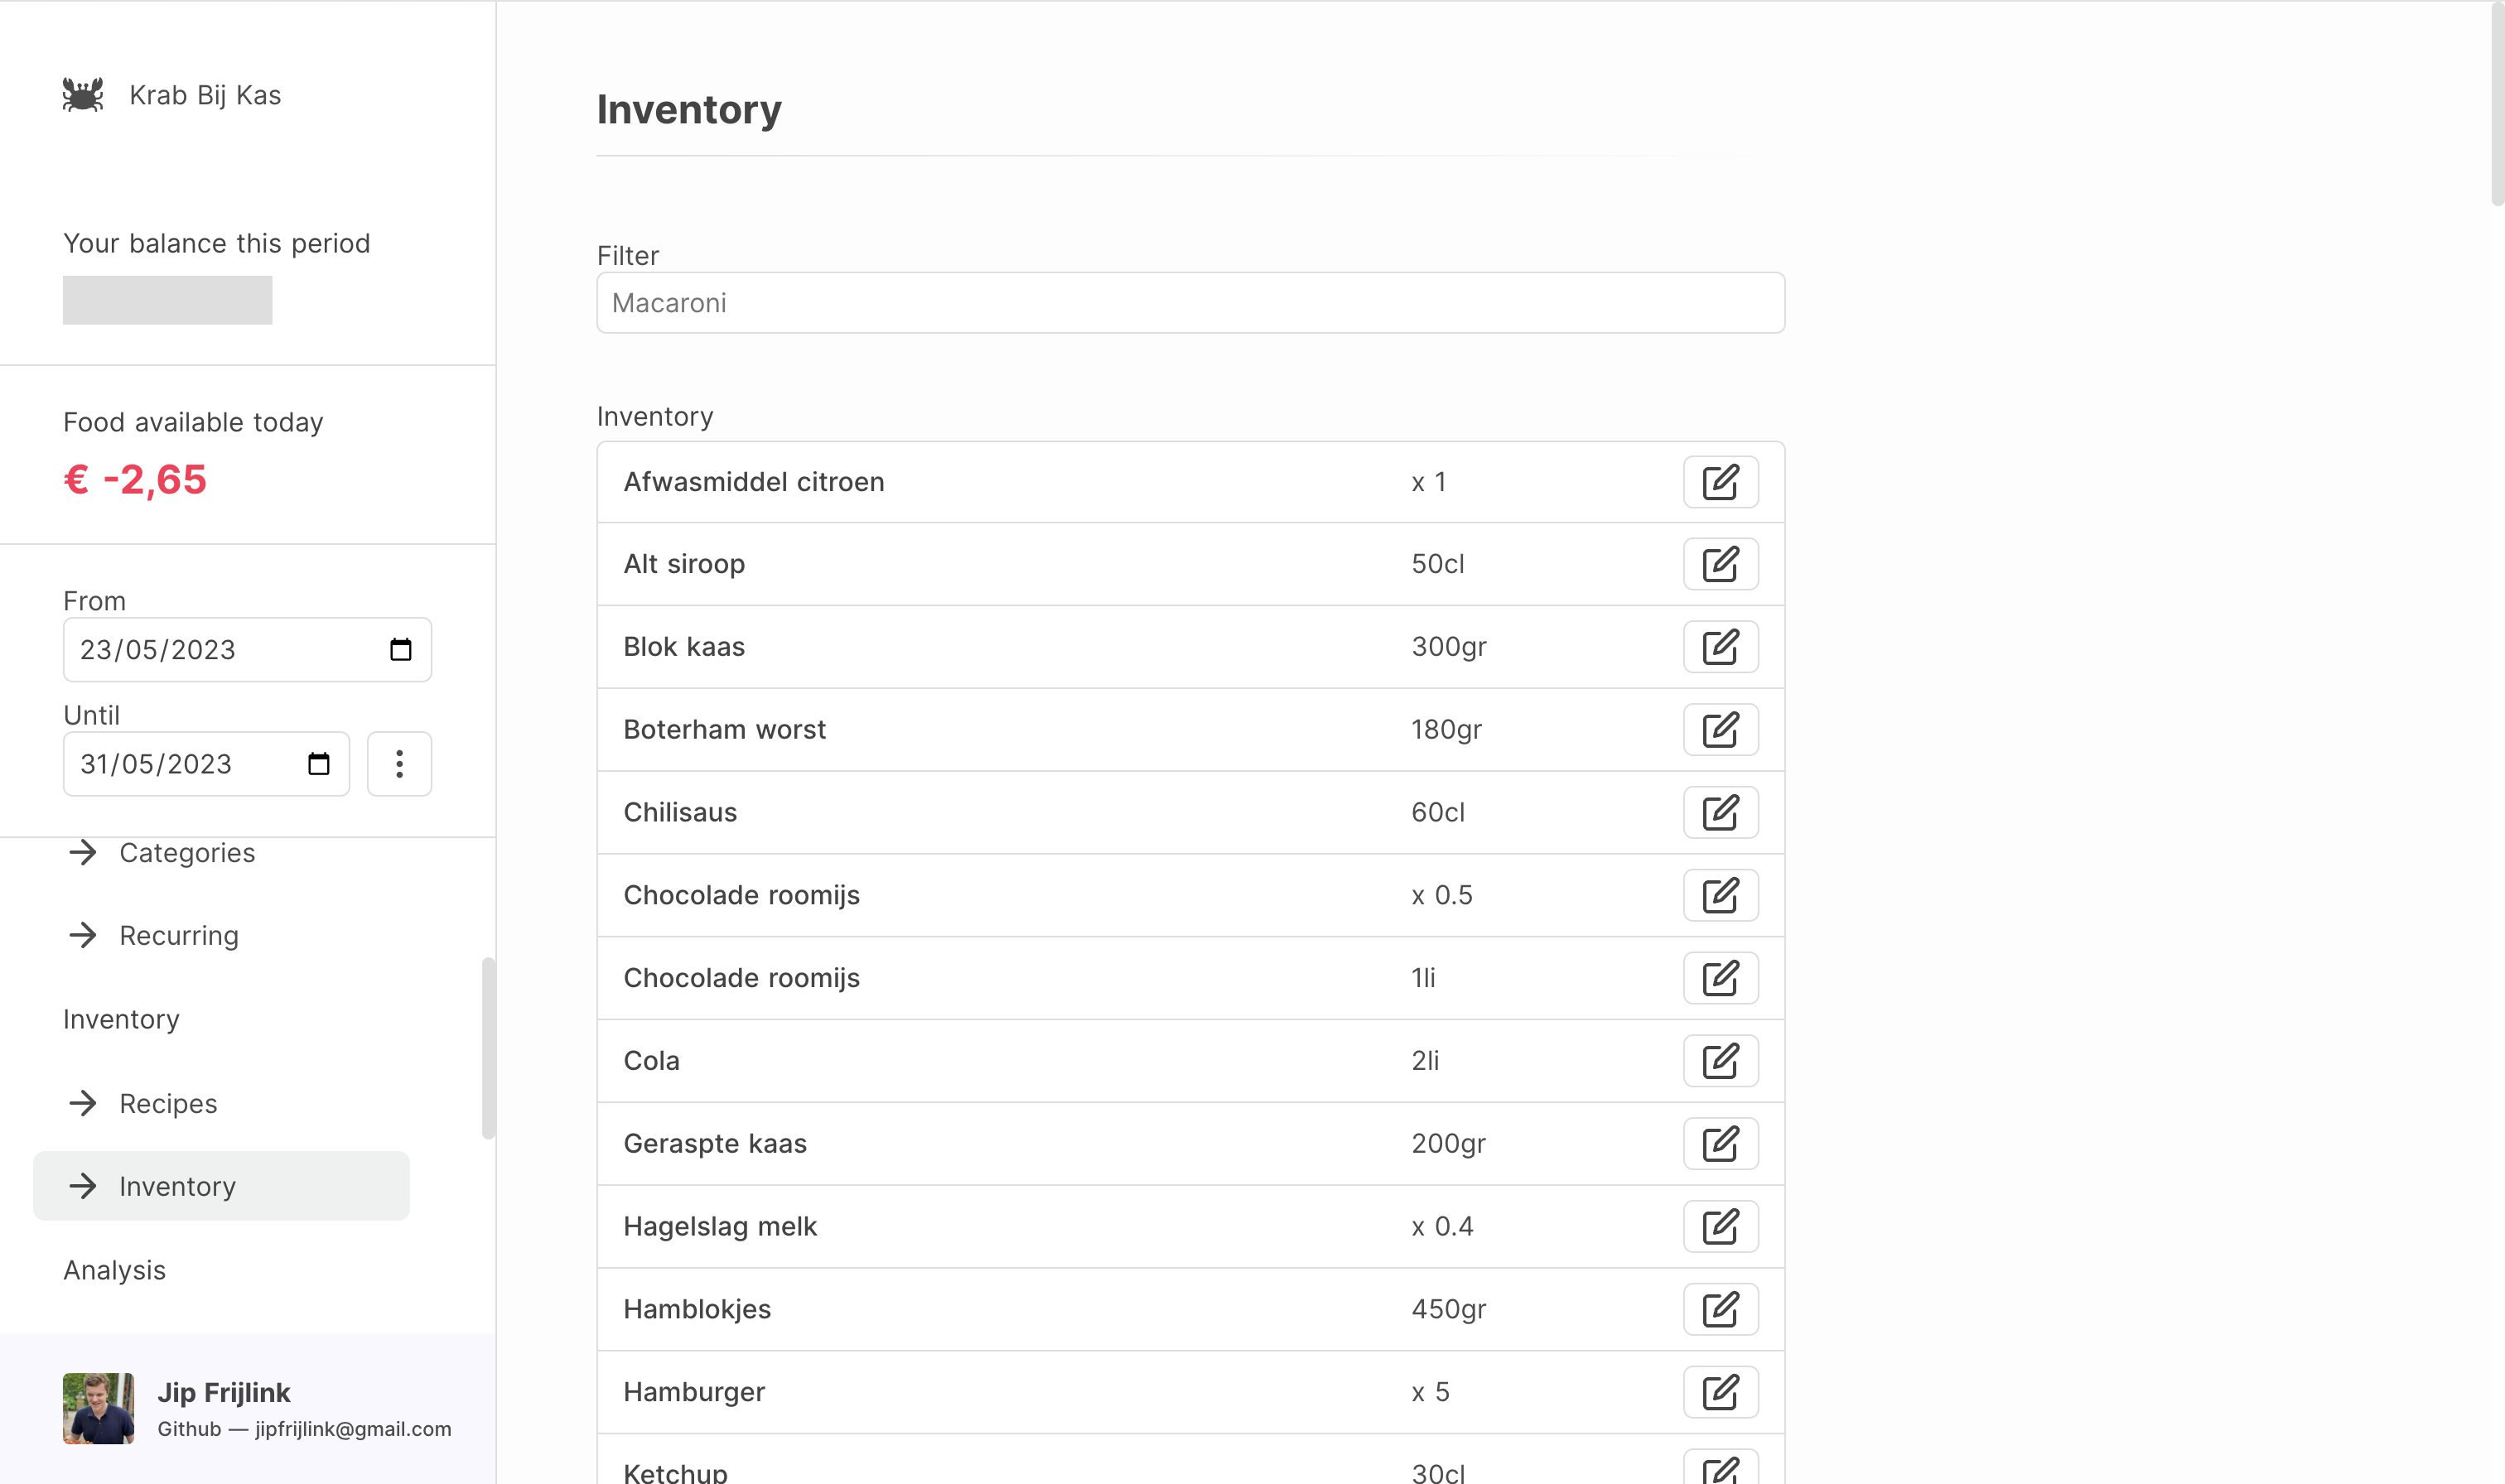 Krab Bij Kas
Your balance this period
Food available today
€ -2,65
From
23/05/2023
Until
31/05/2023
Categories
Recurring
Inventory
Recipes
Inventory
Analysis
Jip Frijlink
Github — jipfrijlink@gmail.com
Inventory
Filter
Macaroni
Inventory
Afwasmiddel citroen x 1
Alt siroop 50cl
Blok kaas 300gr
Boterham worst 180gr
Chilisaus 60cl
Chocolade roomijs x 0.5
Chocolade roomijs 1li
Cola 2li
Geraspte kaas 200gr
Hagelslag melk x 0.4
Hamblokjes 450gr
Hamburger x 5
Ketchup 30cl